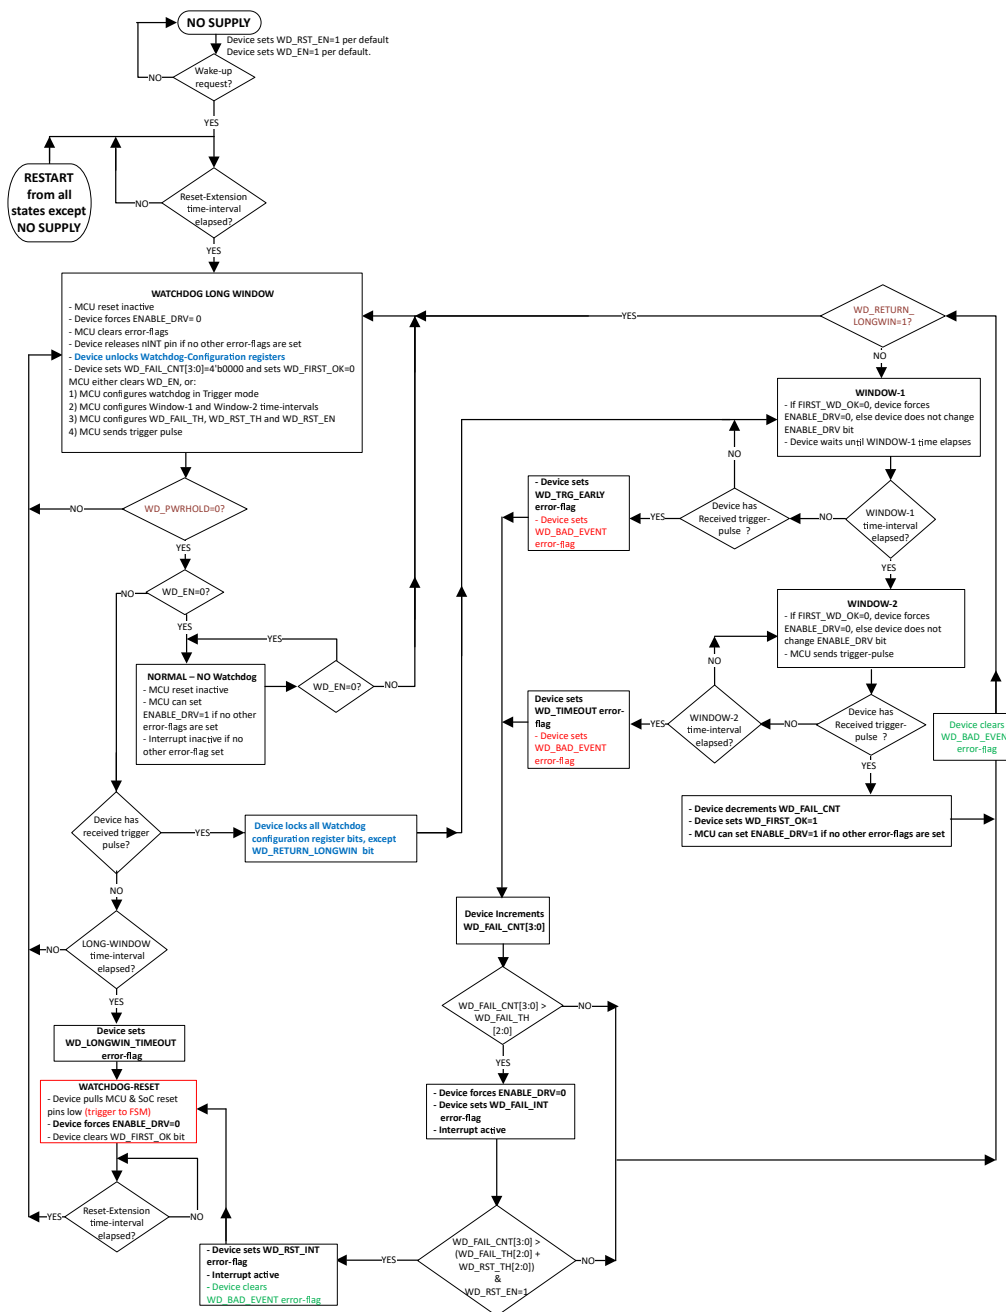 NO SUPPLY
Device sets WD_RST_EN=1 per default
Device sets WD_EN=1 per default.
Wake-up
request?
NO
YES
RESTART
from all
states except
NO SUPPLY
Reset-Extension
time-interval
elapsed?
NO
YES
WATCHDOG LONG WINDOW
- MCU reset inactive
- Device forces ENABLE_DRV= 0
- MCU clears error-flags
- Device releases nINT pin if no other error-flags are set
- Device unlocks Watchdog-Configuration registers
- Device sets WD_FAIL_CNT[3:0]=4'b0000 and sets WD_FIRST_OK=0
MCU either clears WD_EN, or:
1) MCU configures watchdog in Trigger mode
2) MCU configures Window-1 and Window-2 time-intervals
3) MCU configures WD_FAIL_TH, WD_RST_TH and WD_RST_EN
4) MCU sends trigger pulse
YES
WD_RETURN_
LONGWIN=1?
NO
WINDOW-1
- If FIRST_WD_OK=0, device forces
ENABLE_DRV=0, else device does not change
ENABLE_DRV bit
- Device waits until WINDOW-1 time elapses
NO
- Device sets
WD_TRG_EARLY
error-flag
- Device sets
WD_BAD_EVENT
error-flag
YES
Device has
Received trigger-
pulse ?
NO
WINDOW-1
time-interval
elapsed?
YES
NO
WD_PWRHOLD=0?
YES
NO
WD_EN=0?
YES
YES
NORMAL – NO Watchdog
- MCU reset inactive
- MCU can set
ENABLE_DRV=1 if no other
error-flags are set
- Interrupt inactive if no
other error-flag set
WD_EN=0?
NO
WINDOW-2
- If FIRST_WD_OK=0, device forces
ENABLE_DRV=0, else device does not
change ENABLE_DRV bit
- MCU sends trigger-pulse
NO
Device sets
WD_TIMEOUT error-
flag
- Device sets
WD_BAD_EVENT
error-flag
YES
WINDOW-2
time-interval
elapsed?
NO
Device has
Received trigger-
pulse ?
YES
Device clears
WD_BAD_EVENT
error-flag
- Device decrements WD_FAIL_CNT
- Device sets WD_FIRST_OK=1
- MCU can set ENABLE_DRV=1 if no other error-flags are set
Device has
received trigger
pulse?
YES
Device locks all Watchdog
configuration register bits, except
WD_RETURN_LONGWIN bit
NO
NO
LONG-WINDOW
time-interval
elapsed?
YES
Device Increments
WD_FAIL_CNT[3:0]
WD_FAIL_CNT[3:0] >
WD_FAIL_TH
[2:0]
NO
YES
Device sets
WD_LONGWIN_TIMEOUT
error-flag
WATCHDOG-RESET
- Device pulls MCU & SoC reset
pins low (trigger to FSM)
- Device forces ENABLE_DRV=0
- Device clears WD_FIRST_OK bit
- Device forces ENABLE_DRV=0
- Device sets WD_FAIL_INT
error-flag
- Interrupt active
YES
Reset-Extension
time-interval
elapsed?
NO
- Device sets WD_RST_INT
error-flag
- Interrupt active
- Device clears
WD_BAD_EVENT error-flag
YES
WD_FAIL_CNT[3:0] >
(WD_FAIL_TH[2:0] +
WD_RST_TH[2:0])
&
WD_RST_EN=1
NO